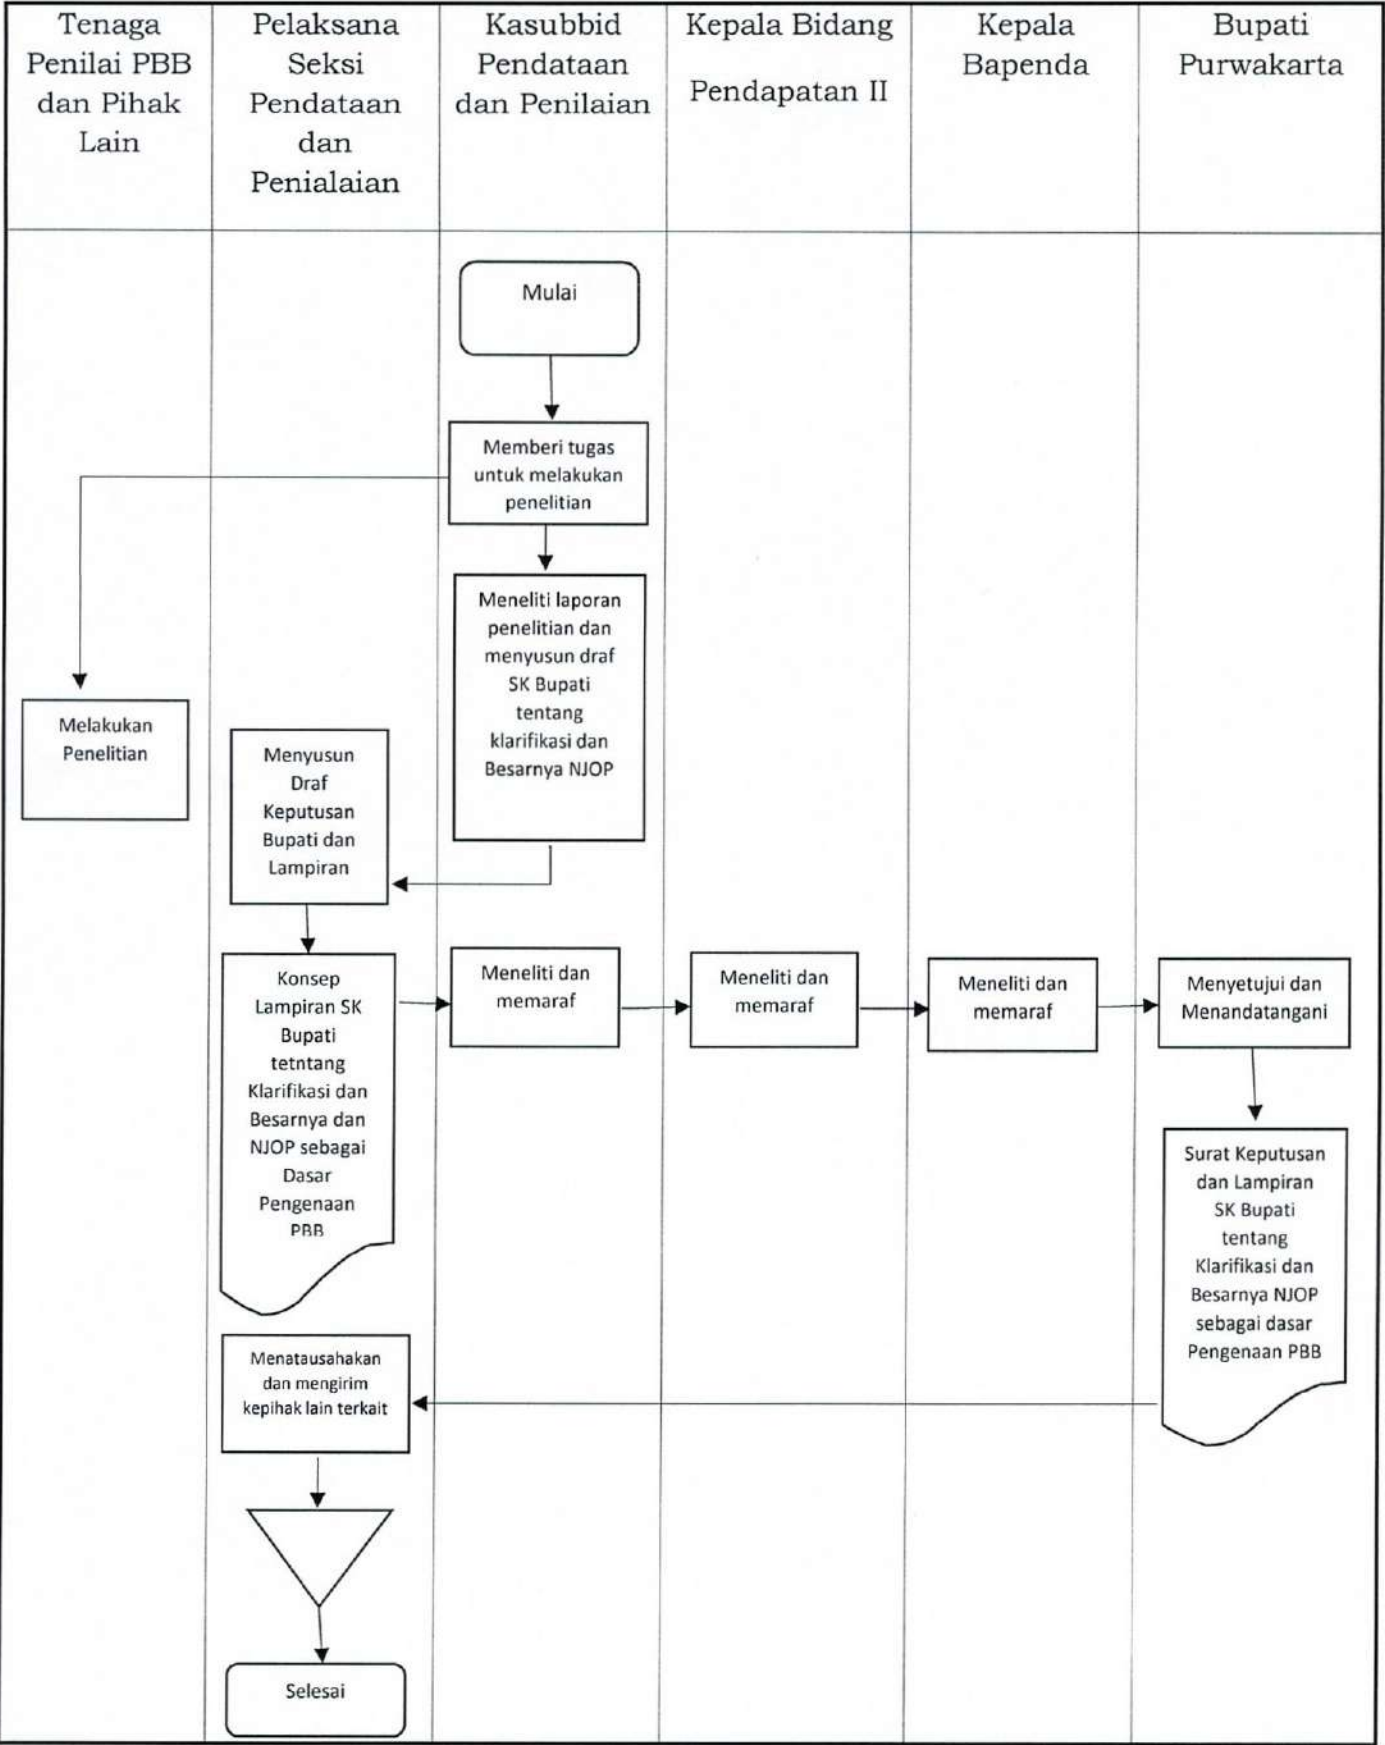 Tenaga
Penilai PBB
dan Pihak
Lain
Pelaksana
Seksi
Pendataan
dan
Penialaian
Kasubbid
Pendataan
dan Penilaian
Kepala Bidang
Pendapatan II
Kepala
Bapenda
Bupati
Purwakarta
Mulai
Memberi tugas
untuk melakukan
penelitian
Meneliti laporan
penelitian dan
menyusun draf
SK Bupati
tentang
klarifikasi dan
Besarnya NJOP
Melakukan
Penelitian
Menyusun
Draf
Keputusan
Bupati dan
Lampiran
Konsep
Lampiran SK
Bupati
tetntang
Klarifikasi dan
Besarnya dan
NJOP sebagai
Dasar
Pengenaan
PBB
Meneliti dan
memaraf
Meneliti dan
memaraf
Meneliti dan
memaraf
Menyetujui dan
Menandatangani
Surat Keputusan
dan Lampiran
SK Bupati
tentang
Klarifikasi dan
Besarnya NJOP
sebagai dasar
Pengenaan PBB
Menatausahakan
dan mengirim
kepihak lain terkait
Selesai